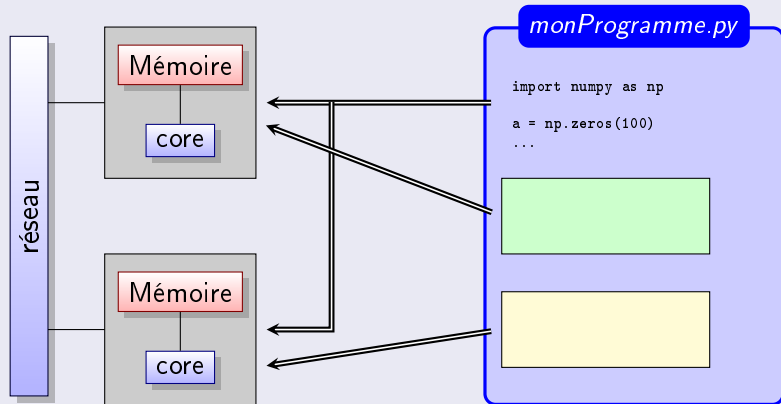 réseau
Mémoire
core
Mémoire
core
monProgramme.py
import numpy as np
a = np.zeros(100)
...